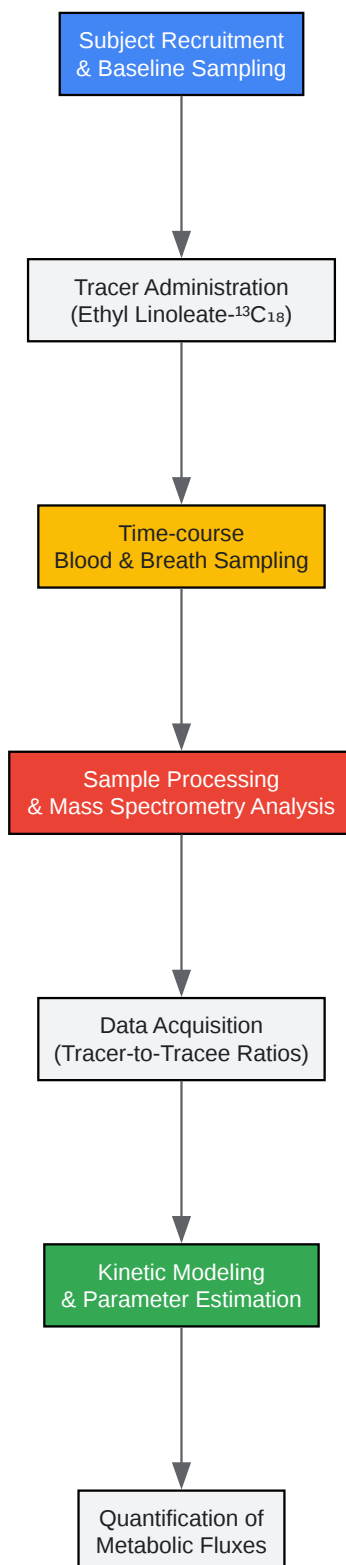 Subject Recruitment
& Baseline Sampling
Tracer Administration
(Ethyl Linoleate-¹³C₁₈)
Time-course
Blood & Breath Sampling
Sample Processing
& Mass Spectrometry Analysis
Data Acquisition
(Tracer-to-Tracee Ratios)
Kinetic Modeling
& Parameter Estimation
Quantification of
Metabolic Fluxes